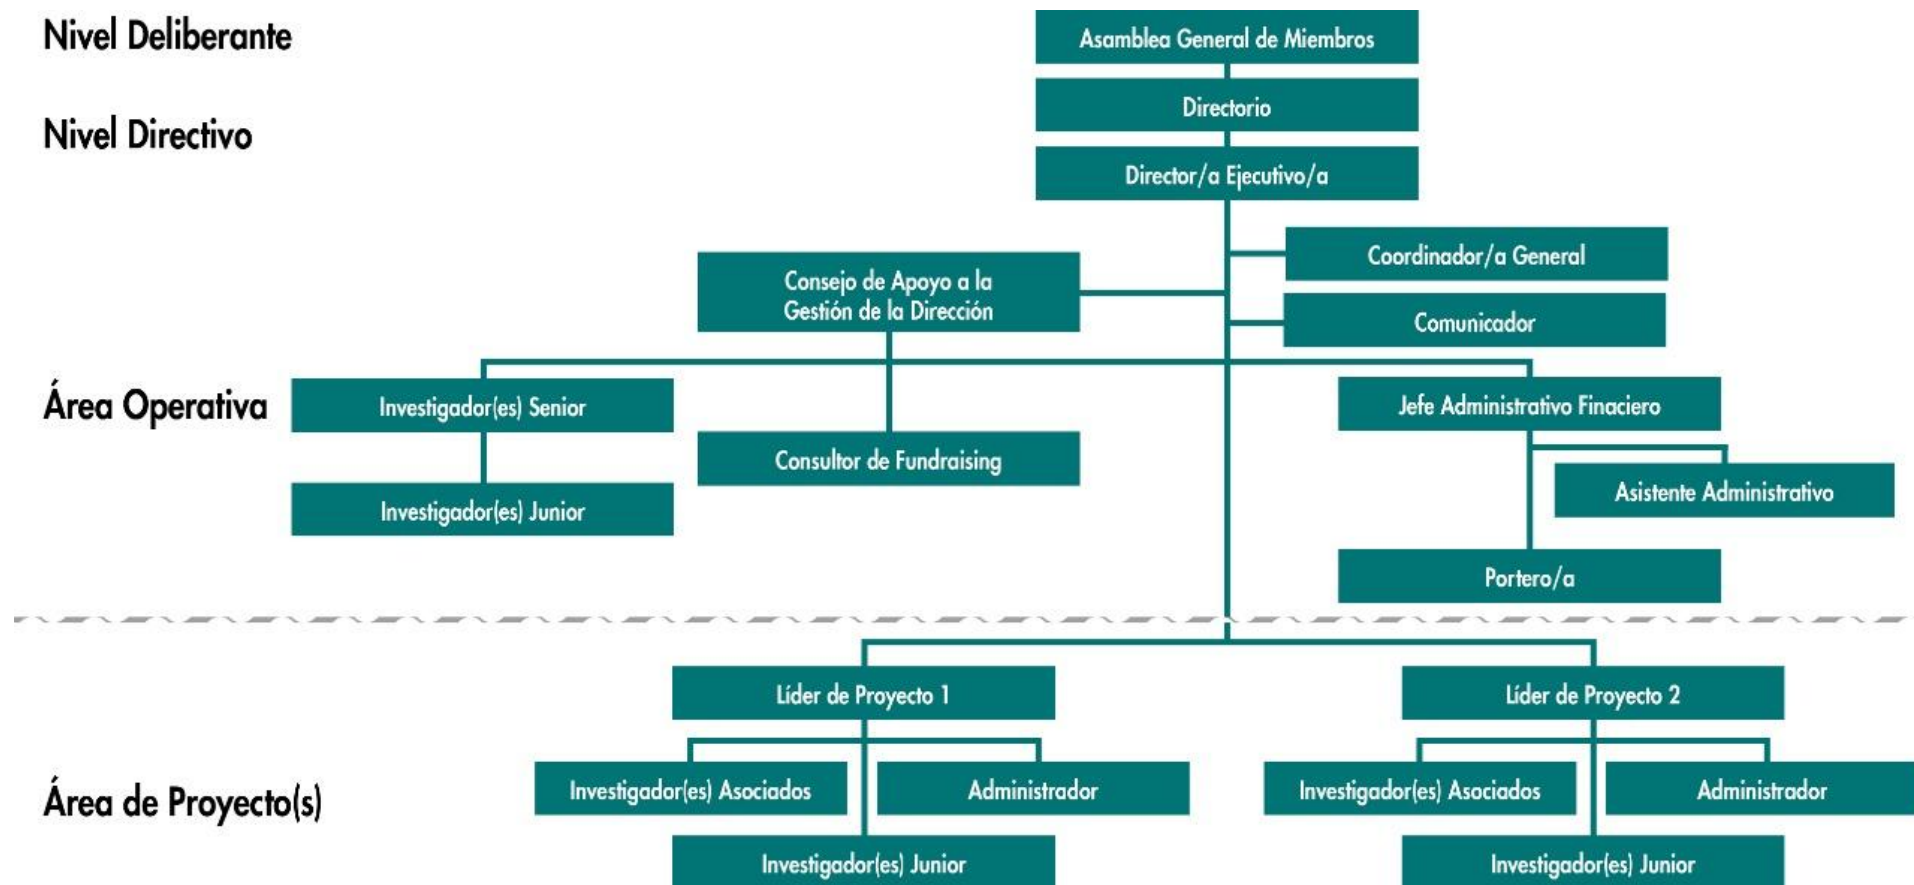 Nivel Deliberante
Asamblea General de Miembros
Directorio
Nivel Directivo
Director/a Ejecutivo/a
Coordinador/a General
Consejo de Apoyo a la
Gestión de la Dirección
Comunicador
Área Operativa
Investigador(es) Senior
Jefe Administrativo Finaciero
Consultor de Fundraising
Asistente Administrativo
Investigador(es) Junior
Portero/a
Líder de Proyecto 1
Líder de Proyecto 2
Área de Proyecto(s)
Investigador(es) Asociados
Administrador
Investigador(es) Asociados
Administrador
Investigador(es) Junior
Investigador(es) Junior